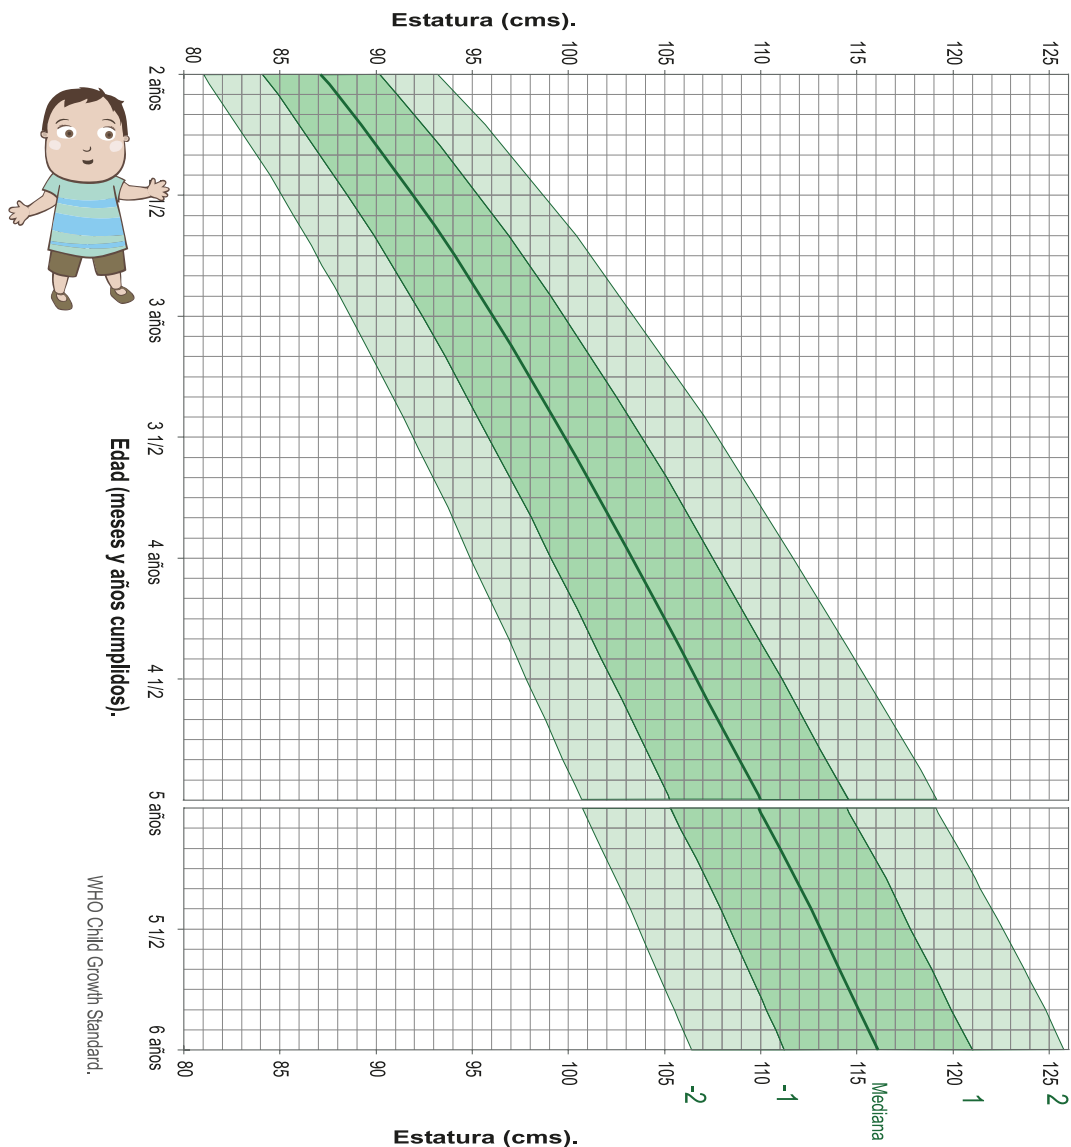 Estatura (cms).
80 85 90 95 100 105 110 115 120 125
2 años
1/2
3 años
3 1/2
4 años
4 1/2
5 años
5 1/2
6 años
Edad (meses y años cumplidos).
WHO Child Growth Standard.
80 85 90 95 100 105 110 115 120 125
-2 -1 Mediana 1 2
Estatura (cms).